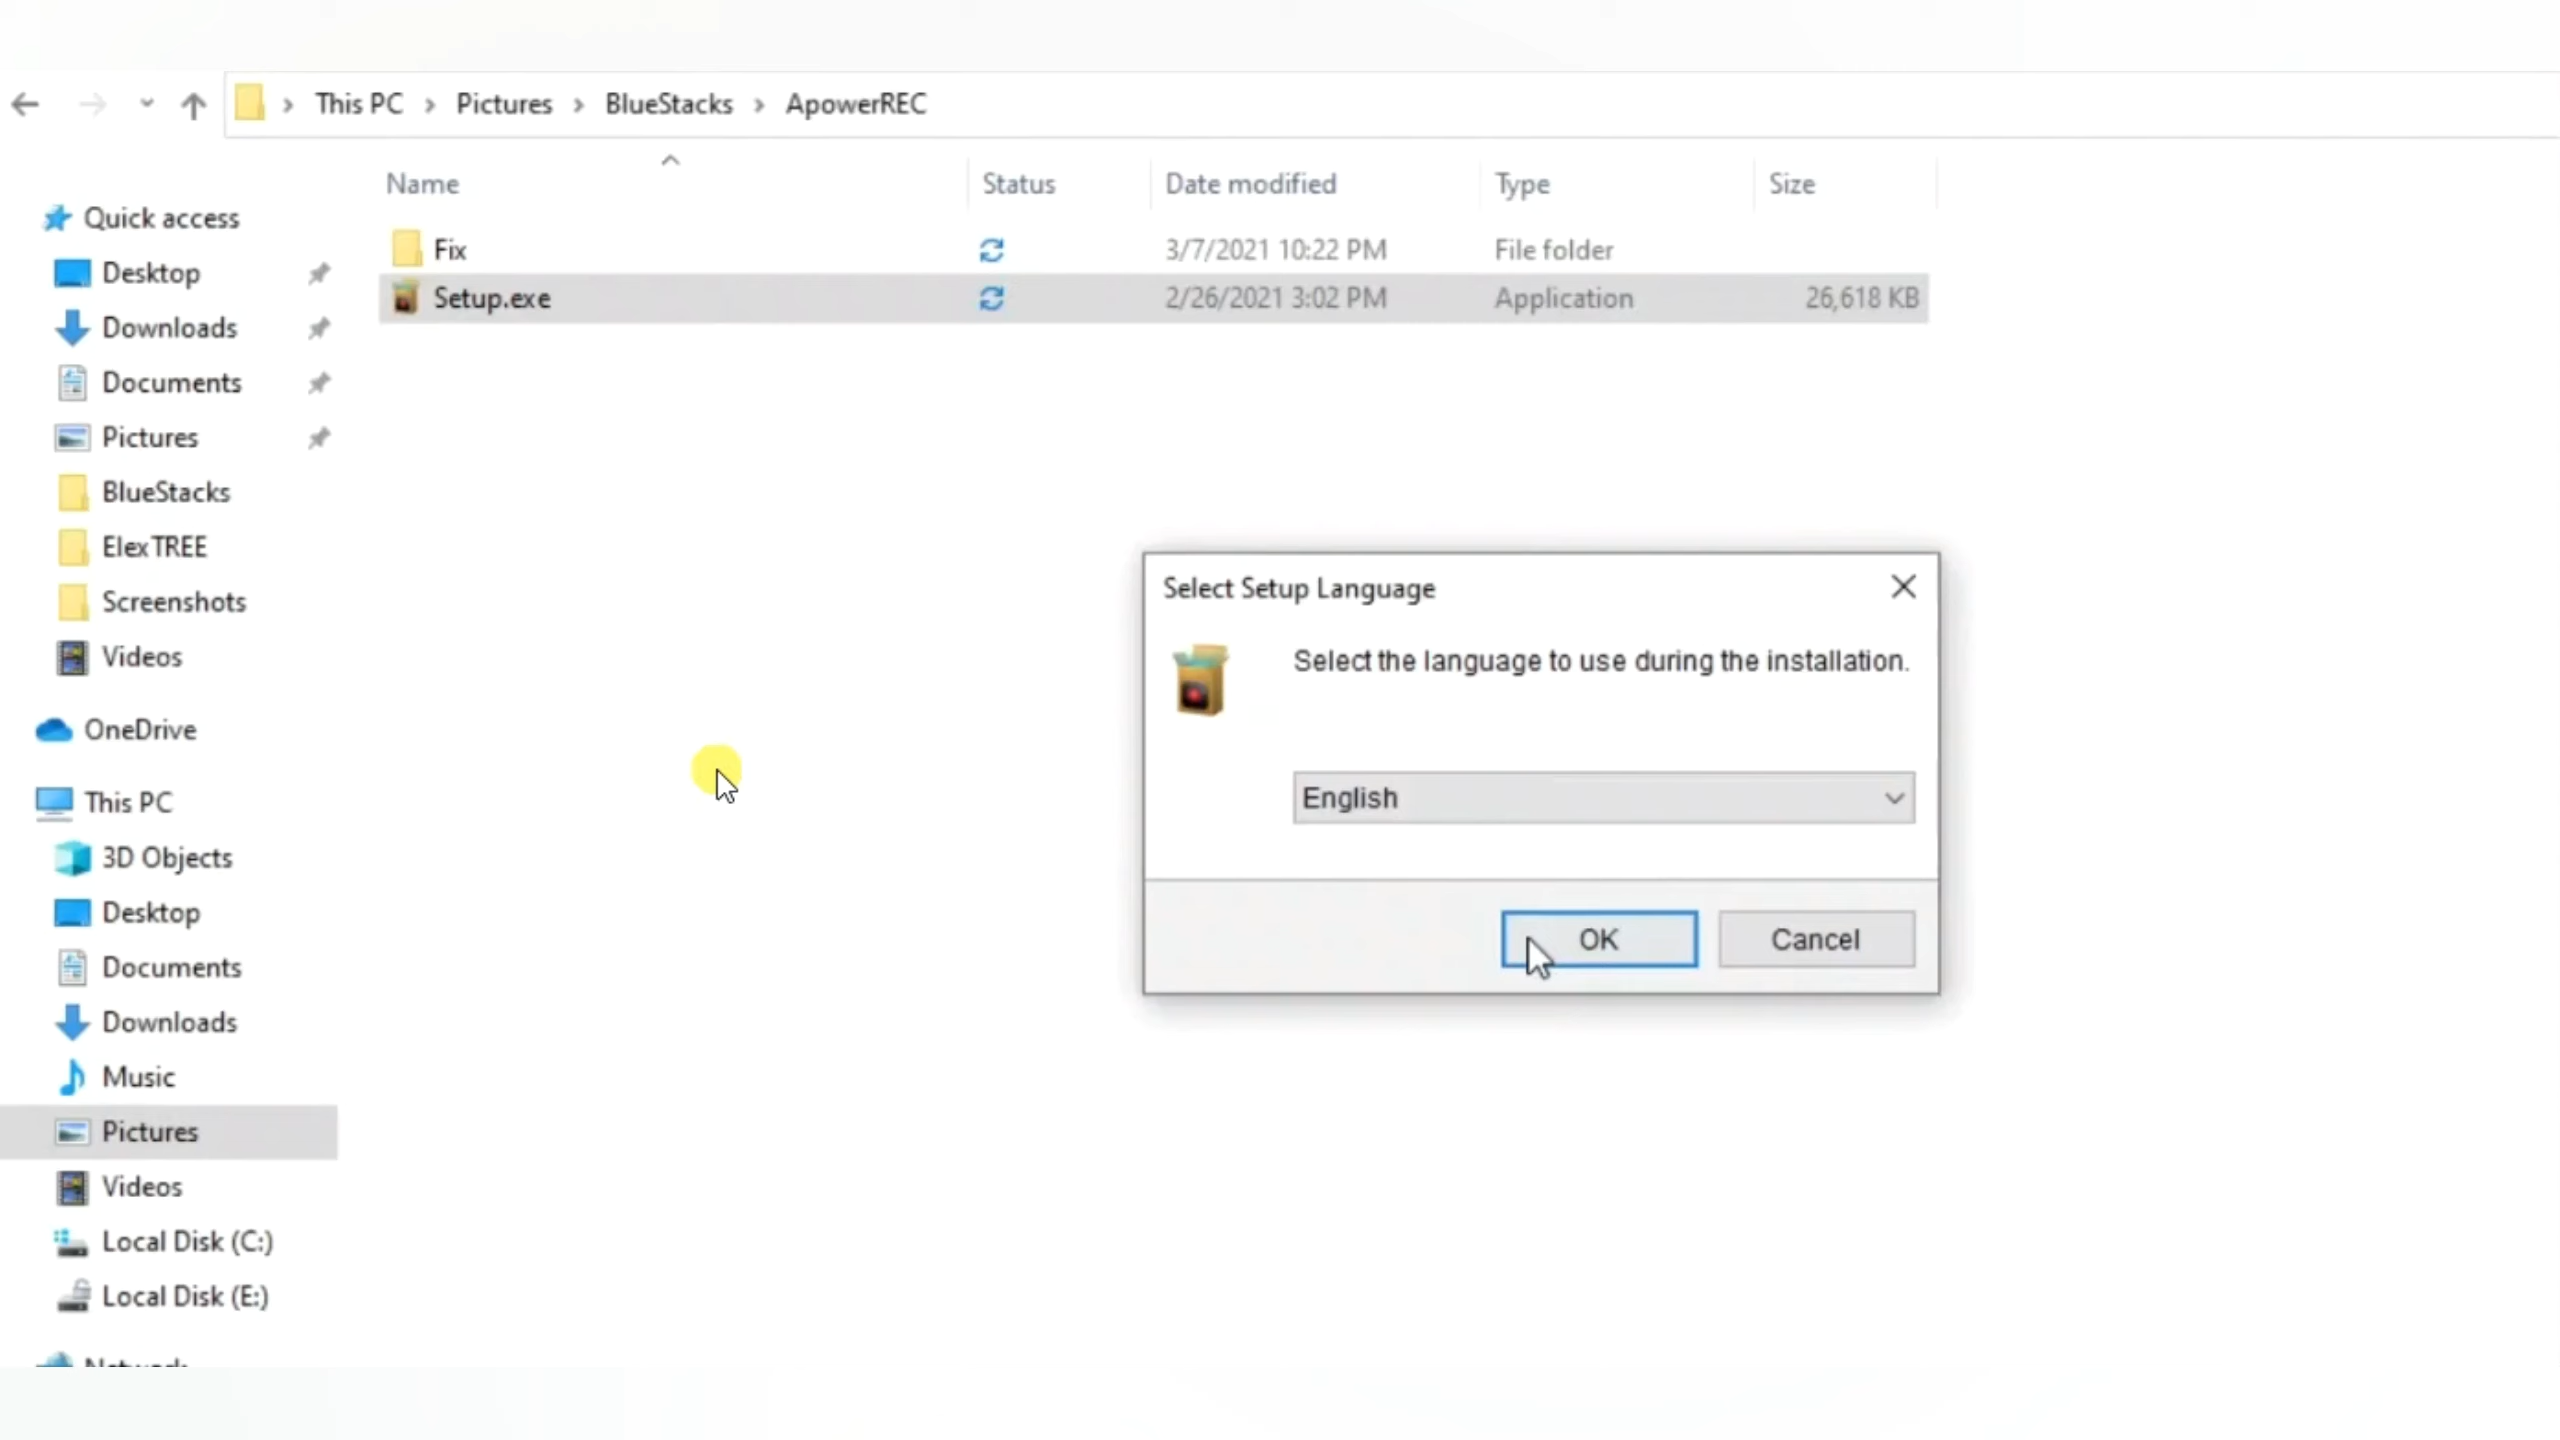 This PC > Pictures > BlueStacks > ApowerREC
Name Status Date modified Type Size
Fix 3/7/2021 10:22 PM File folder
Setup.exe 2/26/2021 3:02 PM Application 26,618 KB
Quick access
Desktop
Downloads
Documents
Pictures
BlueStacks
ElexTREE
Screenshots
Videos
OneDrive
This PC
3D Objects
Desktop
Documents
Downloads
Music
Pictures
Videos
Local Disk (C:)
Local Disk (E:)
Network
Select Setup Language
Select the language to use during the installation.
English
OK Cancel